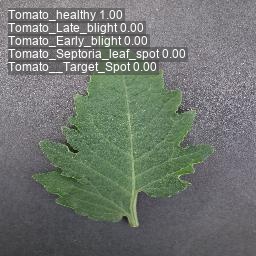 Tomato_healthy 1.00
Tomato_Late_blight 0.00
Tomato_Early_blight 0.00
Tomato_Septoria_leaf_spot 0.00
Tomato__Target_Spot 0.00